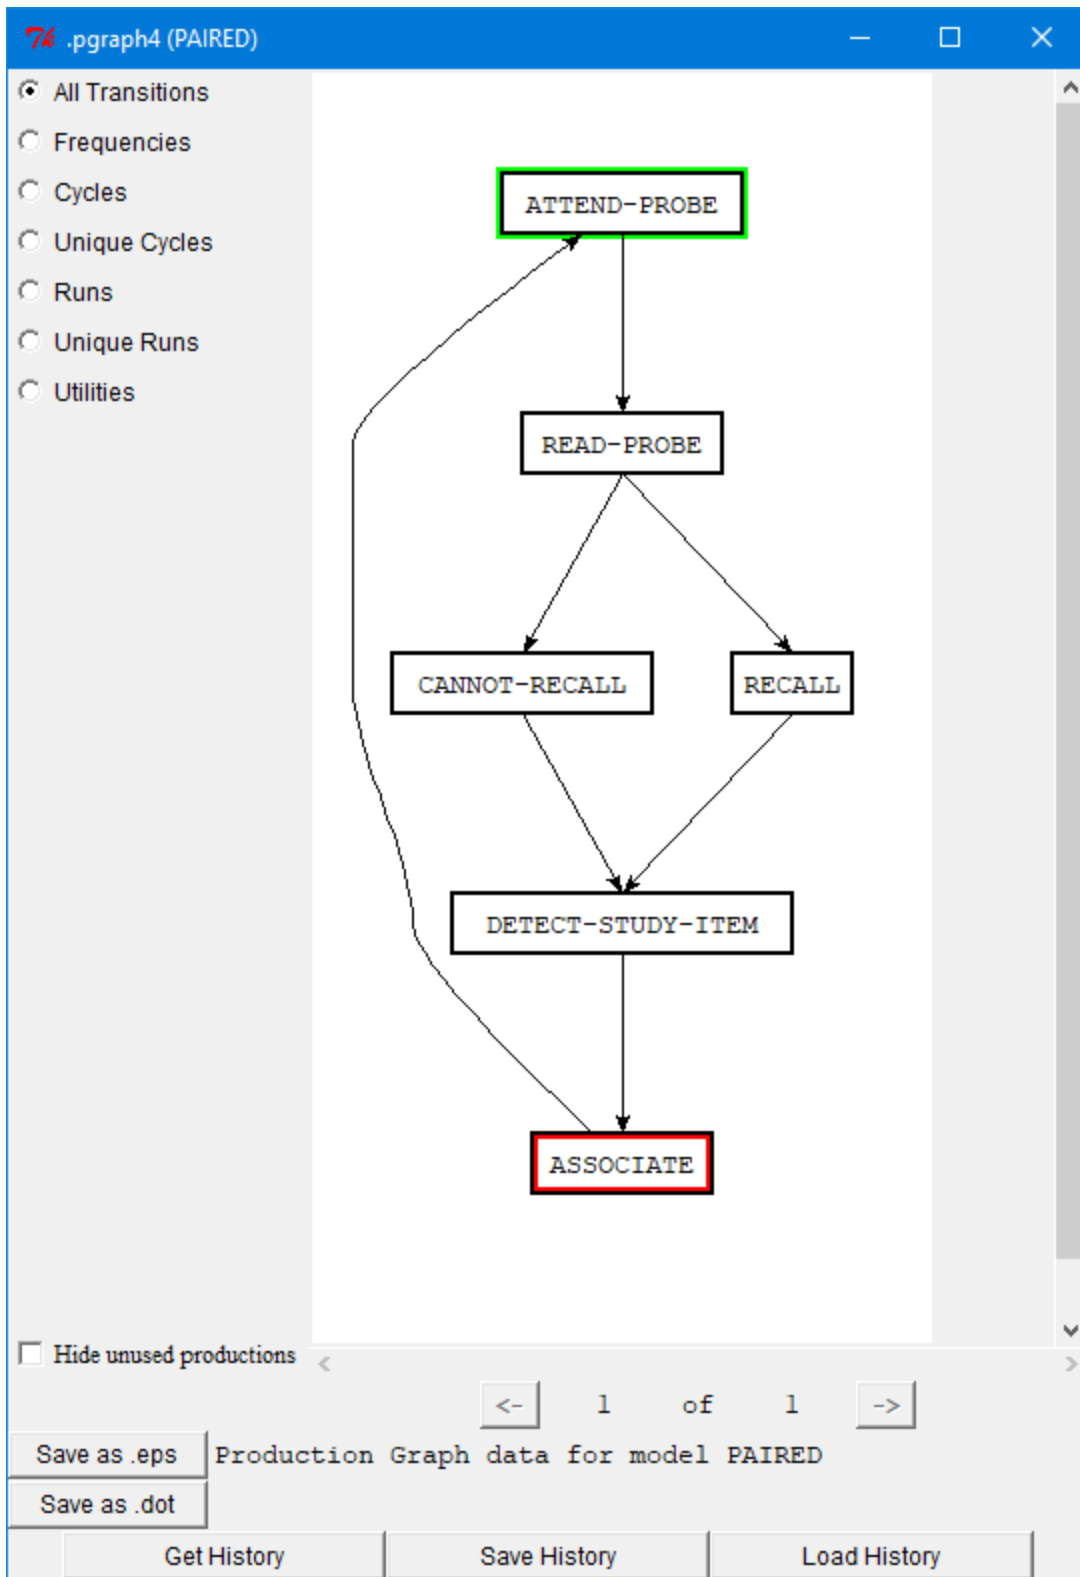 .pgraph4 (PAIRED)
All Transitions
Frequencies
Cycles
Unique Cycles
Runs
Unique Runs
Utilities
ATTEND-PROBE
READ-PROBE
CANNOT-RECALL
RECALL
DETECT-STUDY-ITEM
ASSOCIATE
Hide unused productions
<- 1 of 1 ->
Save as .eps
Production Graph data for model PAIRED
Save as .dot
Get History
Save History
Load History